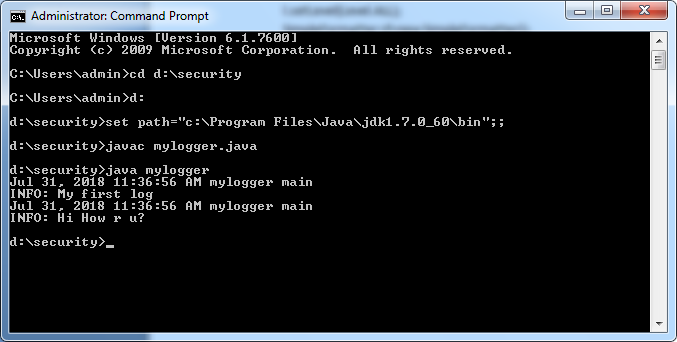 Administrator: Command Prompt
Microsoft Windows [Version 6.1.7600]
Copyright (c) 2009 Microsoft Corporation.  All rights reserved.
C:\Users\admin>cd d:\security
C:\Users\admin>d:
d:\security>set path="c:\Program Files\Java\jdk1.7.0_60\bin";;
d:\security>javac mylogger.java
d:\security>java mylogger
Jul 31, 2018 11:36:56 AM mylogger main
INFO: My first log
Jul 31, 2018 11:36:56 AM mylogger main
INFO: Hi How r u?
d:\security>_